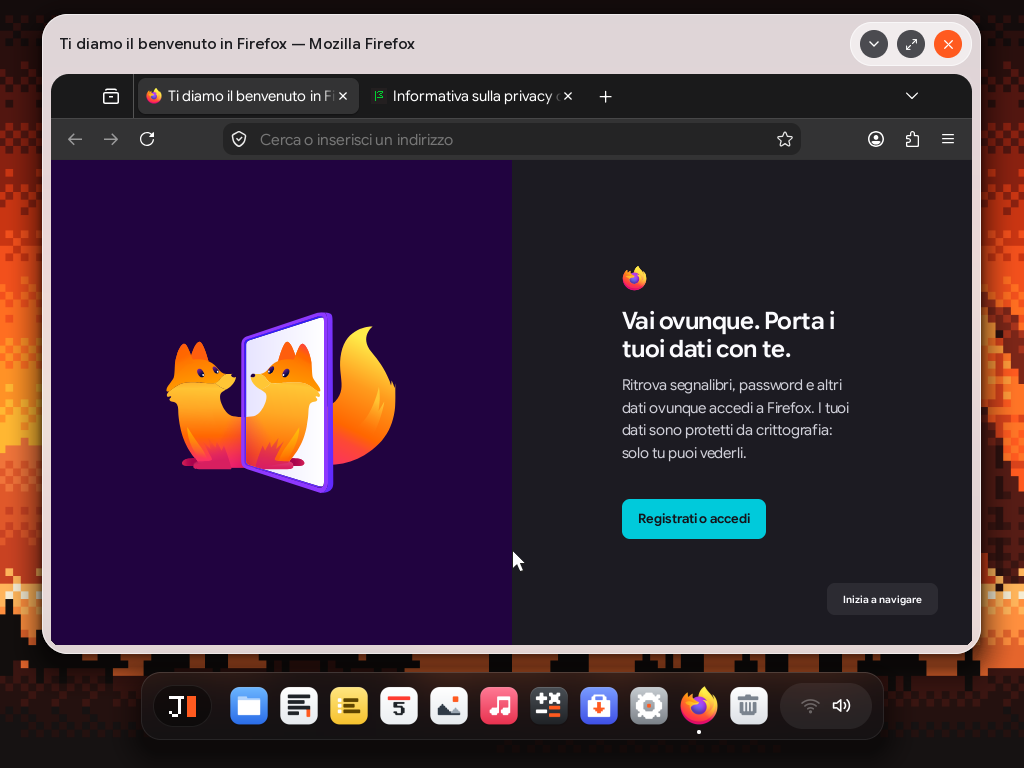 Ti diamo il benvenuto in Firefox — Mozilla Firefox
Ti diamo il benvenuto in Fi
Informativa sulla privacy
Cerca o inserisci un indirizzo
Vai ovunque. Porta i
tuoi dati con te.
Ritrova segnalibri, password e altri
dati ovunque accedi a Firefox. I tuoi
dati sono protetti da crittografia:
solo tu puoi vederli.
Registrati o accedi
Inizia a navigare
5